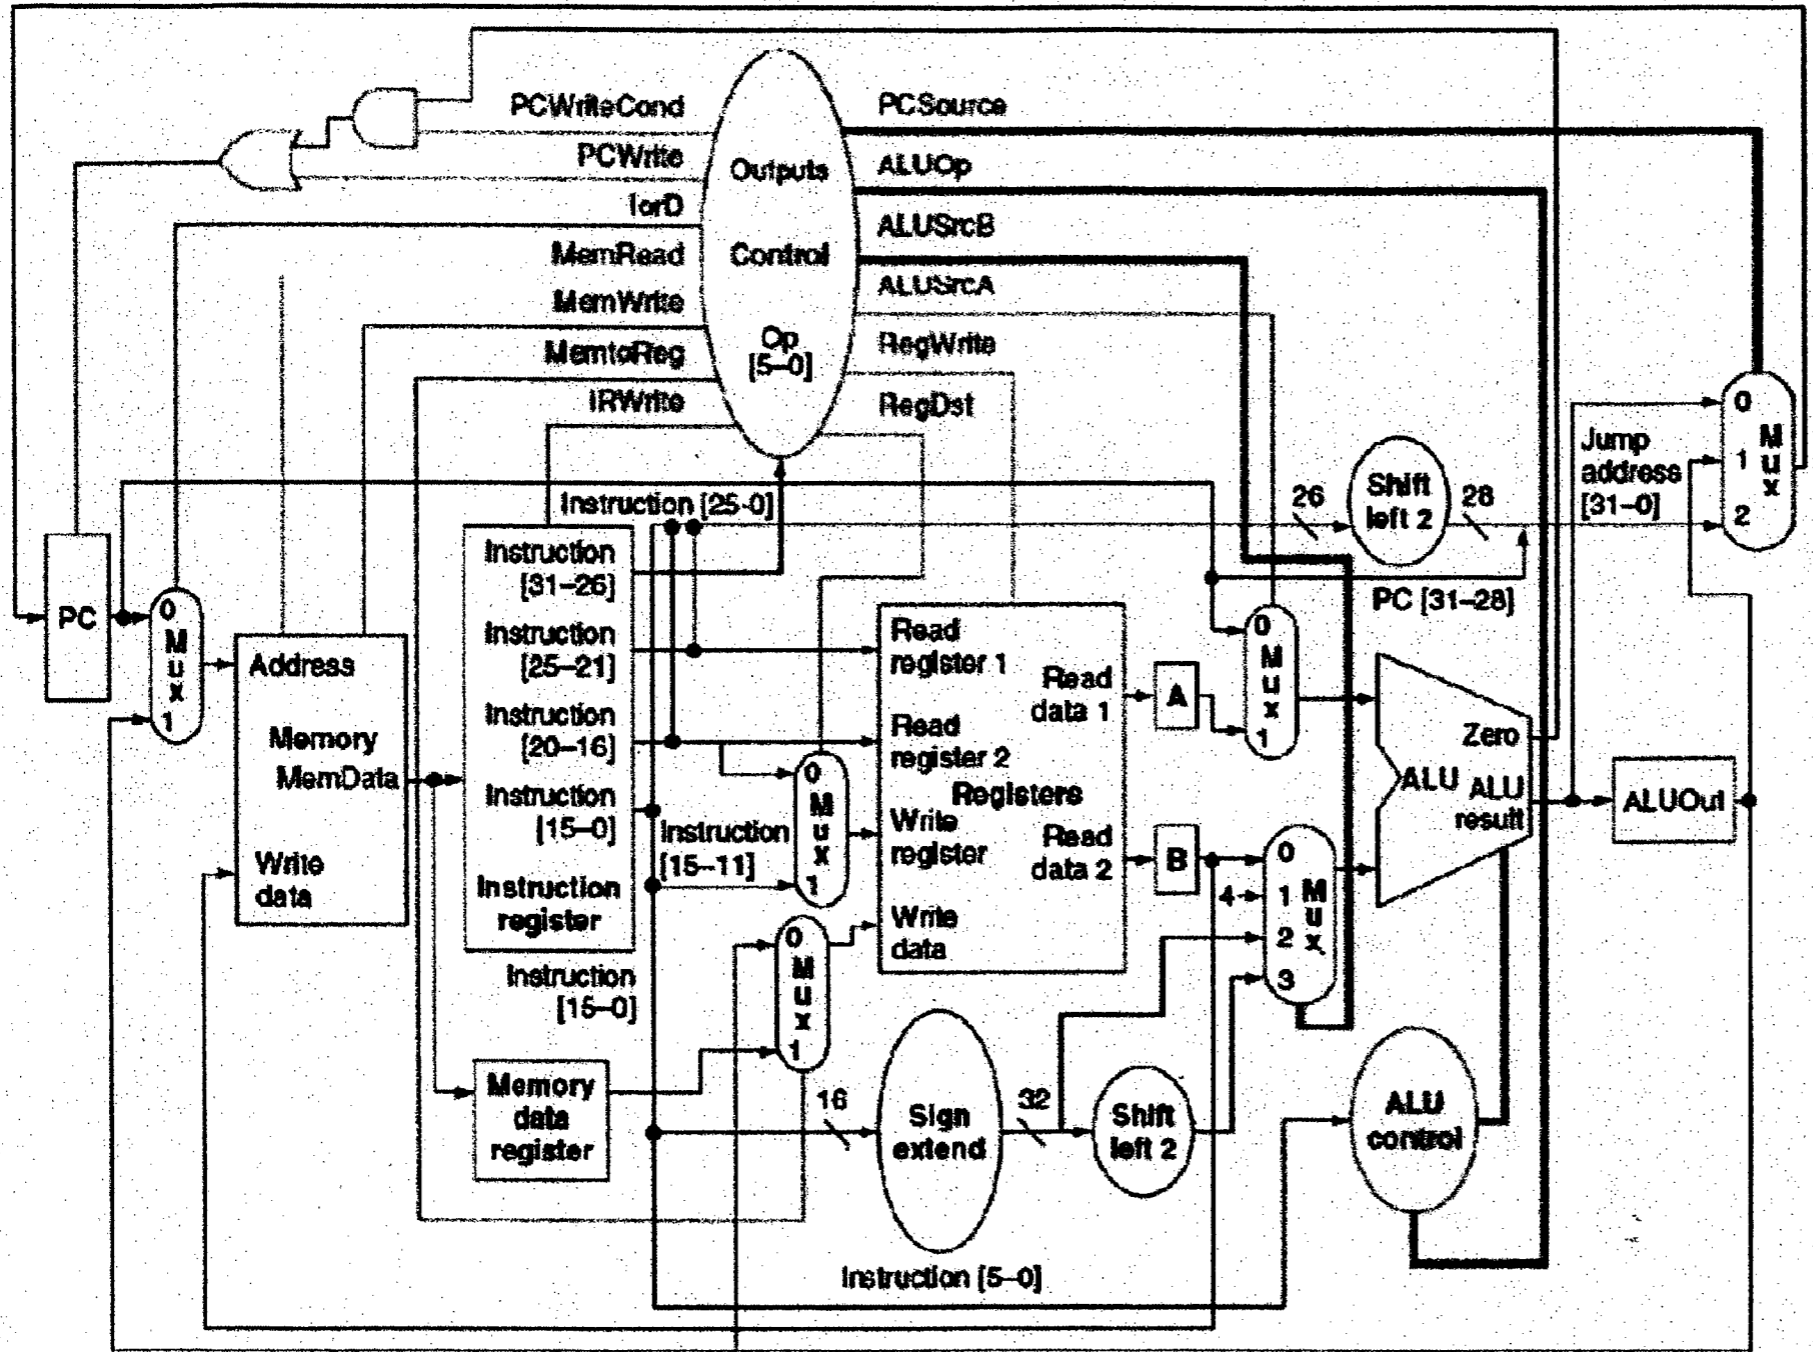 PCWriteCond
PCWrite
IorD
MemRead
MemWrite
MemtoReg
IRWrite
Outputs
Control
Op
[5–0]
PCSource
ALUOp
ALUSrcB
ALUSrcA
RegWrite
RegDst
PC
0
M
u
x
1
Address
Memory
MemData
Write
data
Instruction [25-0]
Instruction
[31–26]
Instruction
[25–21]
Instruction
[20–16]
Instruction
[15–0]
Instruction
register
Instruction
[15–0]
Memory
data
register
Instruction
[15–11]
0
M
u
x
1
0
M
u
x
1
Read
register 1
Read
register 2
Registers
Write
register
Write
data
Read
data 1
Read
data 2
A
B
4
0
M
u
x
1
0
1
2
3
M
u
x
16
Sign
extend
32
Shift
left 2
Instruction [5–0]
26
Shift
left 2
28
Jump
address
[31–0]
PC [31–28]
0
1
2
M
u
x
Zero
ALU
ALU
result
ALUOut
ALU
control